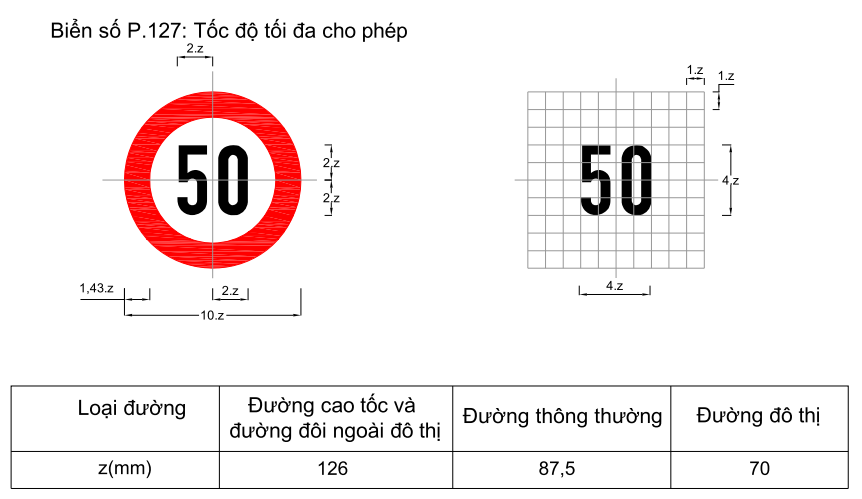 Biển số P.127: Tốc độ tối đa cho phép
2.z
50
2.z
2.z
1,43.z
2.z
10.z
1.z
1.z
50
4.z
4.z
Loại đường
Đường cao tốc và
đường đôi ngoài đô thị
Đường thông thường
Đường đô thị
z(mm)
126
87,5
70